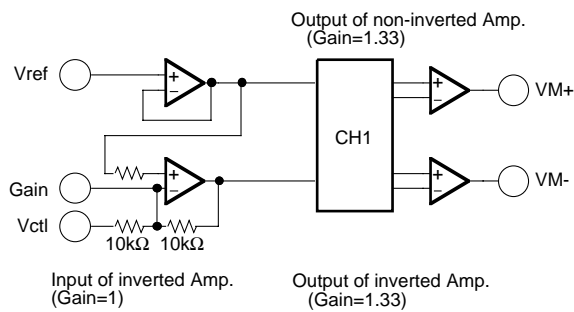 Output of non-inverted Amp.
(Gain=1.33)
Vref
+
−
+
−
VM+
CH1
+
−
Gain
+
−
VM-
Vctl
10kΩ 10kΩ
Input of inverted Amp.
(Gain=1)
Output of inverted Amp.
(Gain=1.33)